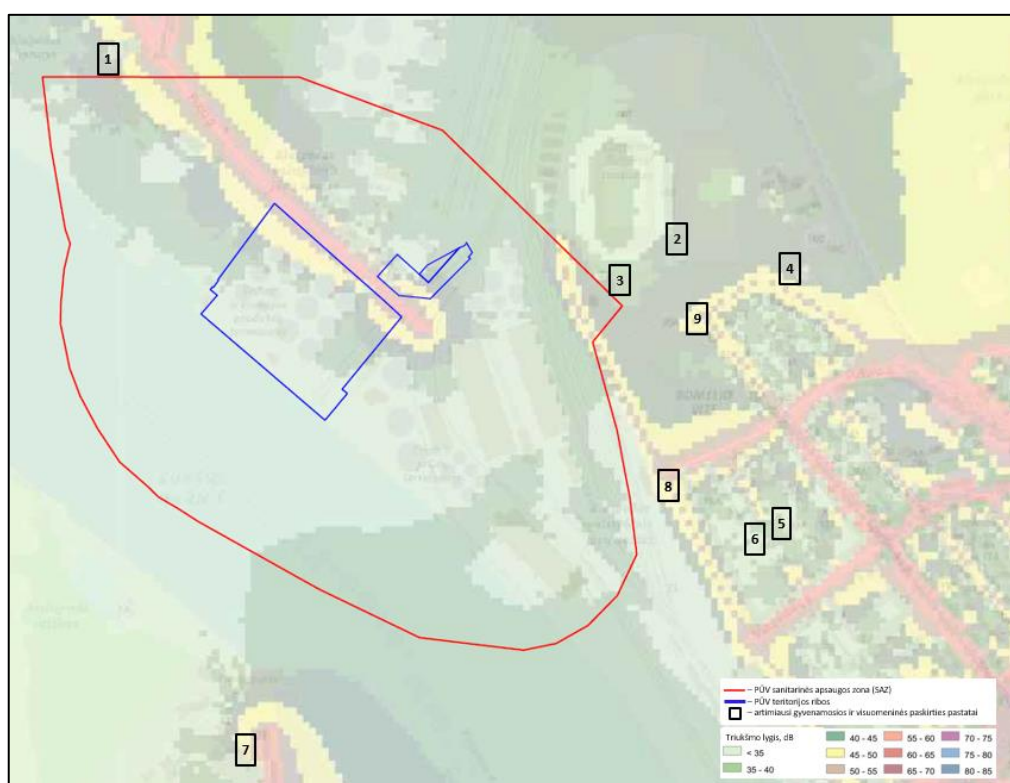 1
2
4
3
9
8
5
6
7
– PŪV sanitarinės apsaugos zona (SAZ)
– PŪV teritorijos ribos
– artimiausi gyvenamosios ir visuomeninės paskirties pastatai
Triukšmo lygis, dB
< 35
35 - 40
40 - 45
45 - 50
50 - 55
55 - 60
60 - 65
65 - 70
70 - 75
75 - 80
80 - 85